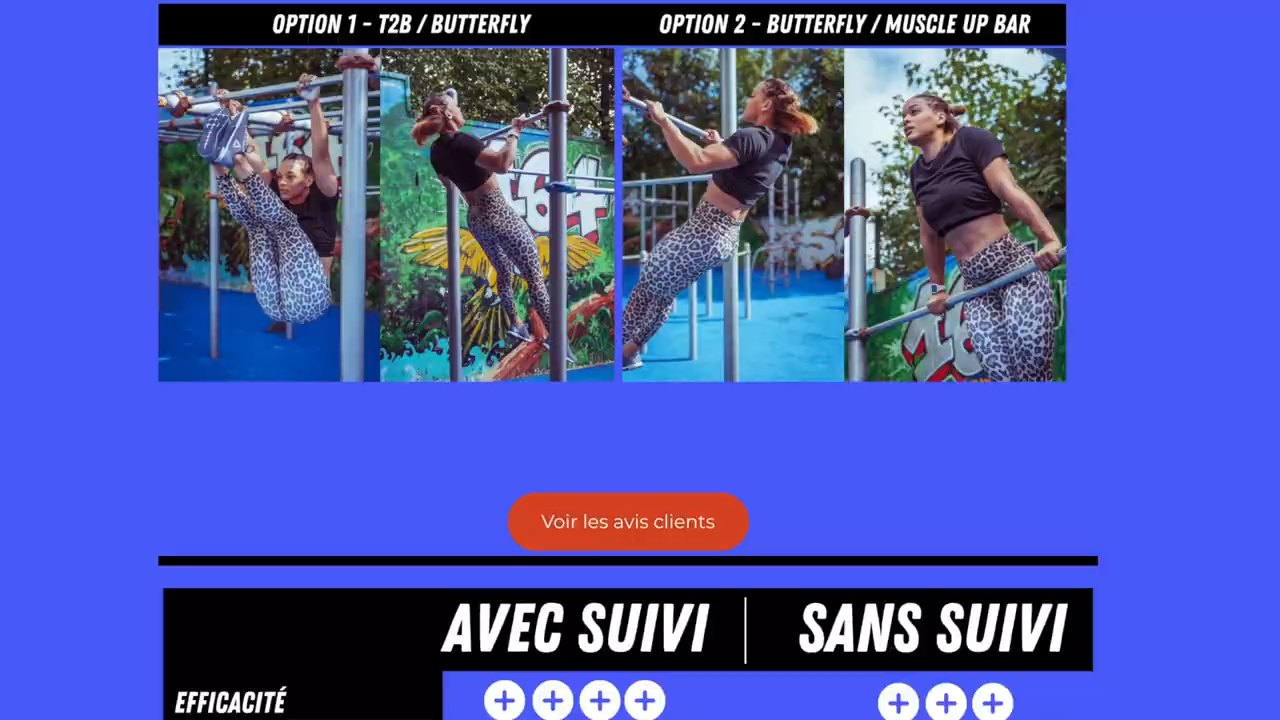 OPTION 1 - T2B / BUTTERFLY
OPTION 2 - BUTTERFLY / MUSCLE UP BAR
Voir les avis clients
AVEC SUIVI
SANS SUIVI
EFFICACITÉ